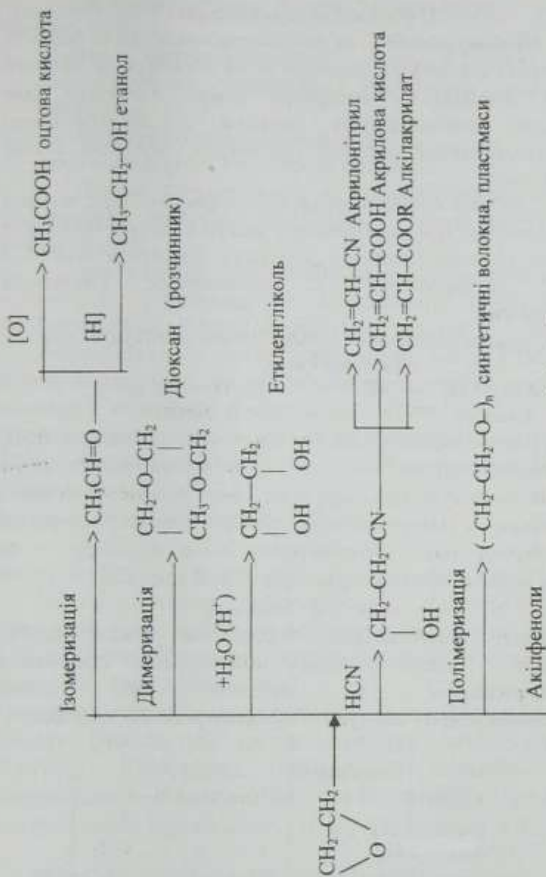 Ізомеризація
[O]
CH₃CH=O
CH₃COOH оцтова кислота
[H]
CH₃–CH₂–OH етанол
Димеризація
CH₂–O–CH₂
CH₃–O–CH₂
Діоксан (розчинник)
+H₂O (H⁺)
CH₂—CH₂
OH OH
Етиленгліколь
CH₂–CH₂
O
HCN
CH₂–CH₂–CN
OH
CH₂=CH–CN Акрилонітрил
CH₂=CH–COOH Акрилова кислота
CH₂=CH–COOR Алкілакрилат
Полімеризація
(–CH₂–CH₂–O–)ₙ синтетичні волокна, пластмаси
Акілфеноли